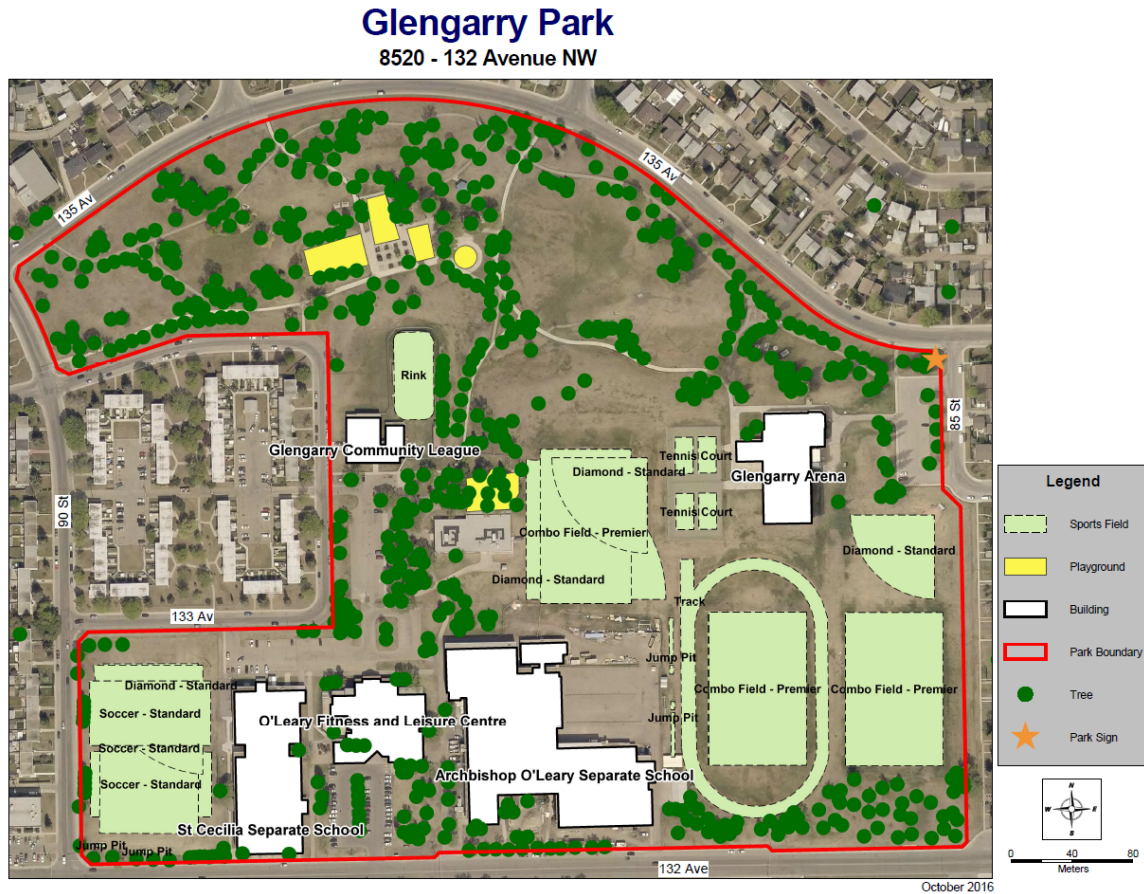 Glengarry Park
8520 - 132 Avenue NW
135 Av
135 Av
Rink
85 St
Glengarry Community League
Tennis Court
Diamond - Standard
Glengarry Arena
90 St
Tennis Court
Combo Field - Premier
Diamond - Standard
Diamond - Standard
Track
133 Av
Jump Pit
Diamond - Standard
Combo Field - Premier
Combo Field - Premier
Soccer - Standard
Jump Pit
O'Leary Fitness and Leisure Centre
Soccer - Standard
Archbishop O'Leary Separate School
Soccer - Standard
St Cecilia Separate School
Jump Pit
Jump Pit
132 Ave
Legend
Sports Field
Playground
Building
Park Boundary
Tree
Park Sign
N
W E
S
0 40 80
Meters
October 2016